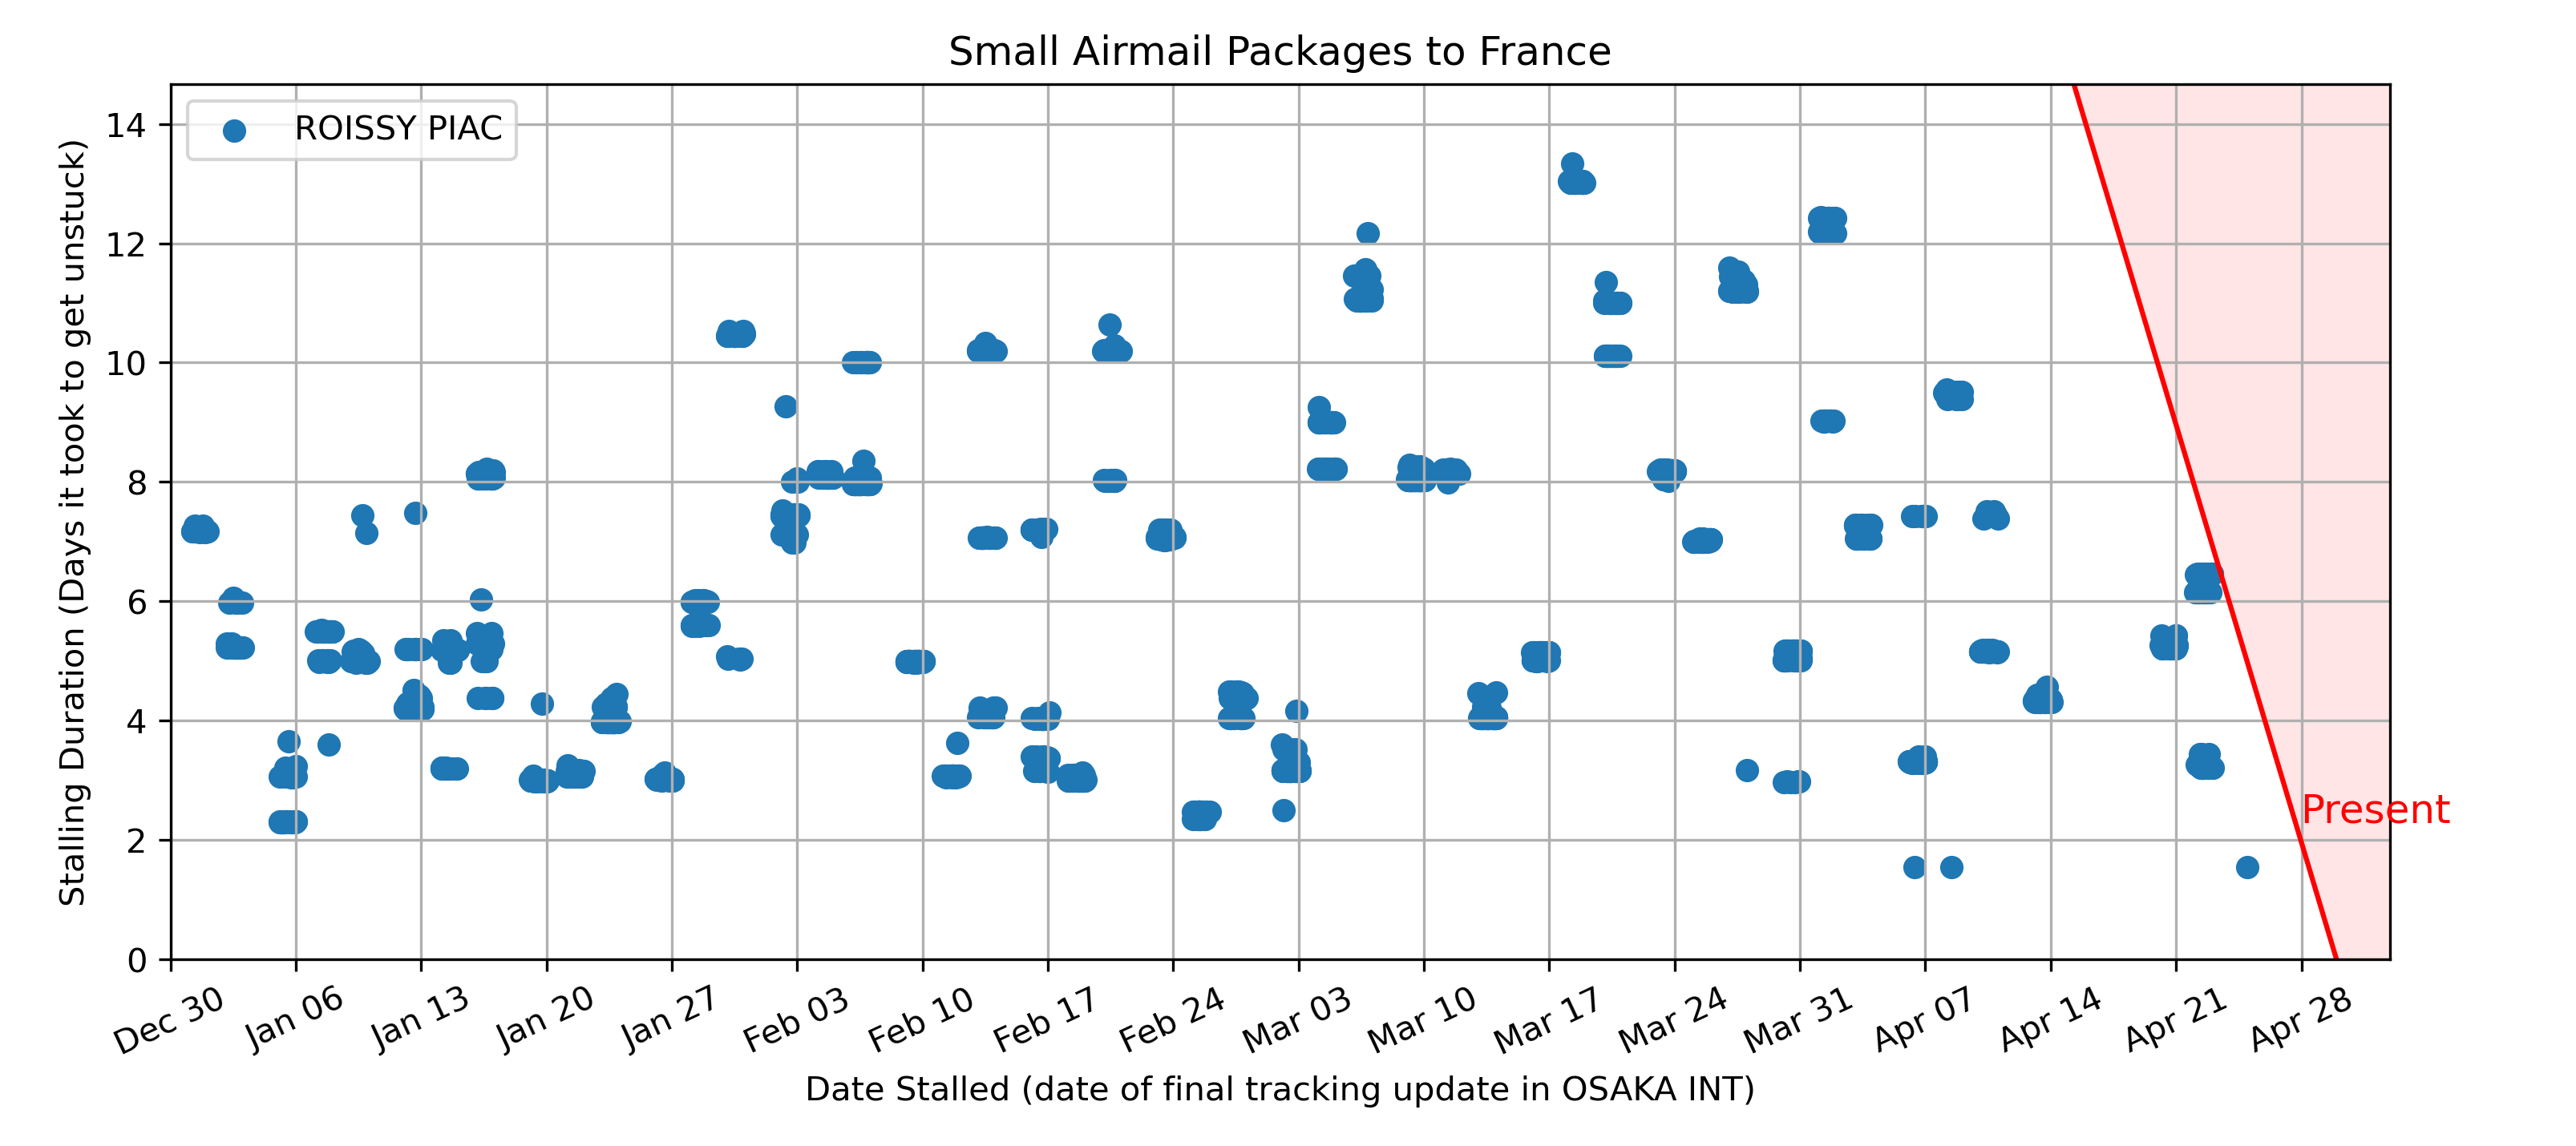 Small Airmail Packages to France
ROISSY PIAC
Stalling Duration (Days it took to get unstuck)
14
12
10
8
6
4
2
0
Present
Dec 30
Jan 06
Jan 13
Jan 20
Jan 27
Feb 03
Feb 10
Feb 17
Feb 24
Mar 03
Mar 10
Mar 17
Mar 24
Mar 31
Apr 07
Apr 14
Apr 21
Apr 28
Date Stalled (date of final tracking update in OSAKA INT)